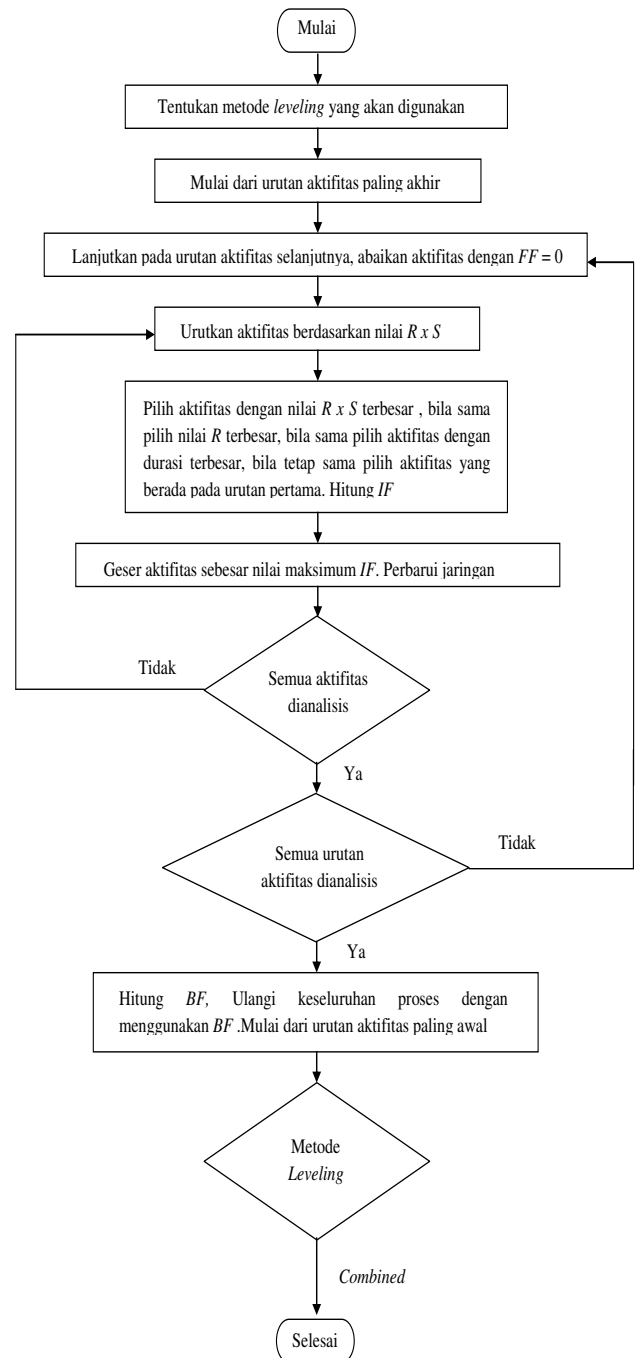 Mulai
Tentukan metode leveling yang akan digunakan
Mulai dari urutan aktifitas paling akhir
Lanjutkan pada urutan aktifitas selanjutnya, abaikan aktifitas dengan FF = 0
Urutkan aktifitas berdasarkan nilai R x S
Pilih aktifitas dengan nilai R x S terbesar , bila sama
pilih nilai R terbesar, bila sama pilih aktifitas dengan
durasi terbesar, bila tetap sama pilih aktifitas yang
berada pada urutan pertama. Hitung IF
Geser aktifitas sebesar nilai maksimum IF. Perbarui jaringan
Tidak
Semua aktifitas
dianalisis
Ya
Tidak
Semua urutan
aktifitas dianalisis
Ya
Hitung BF, Ulangi keseluruhan proses dengan
menggunakan BF .Mulai dari urutan aktifitas paling awal
Metode
Leveling
Combined
Selesai